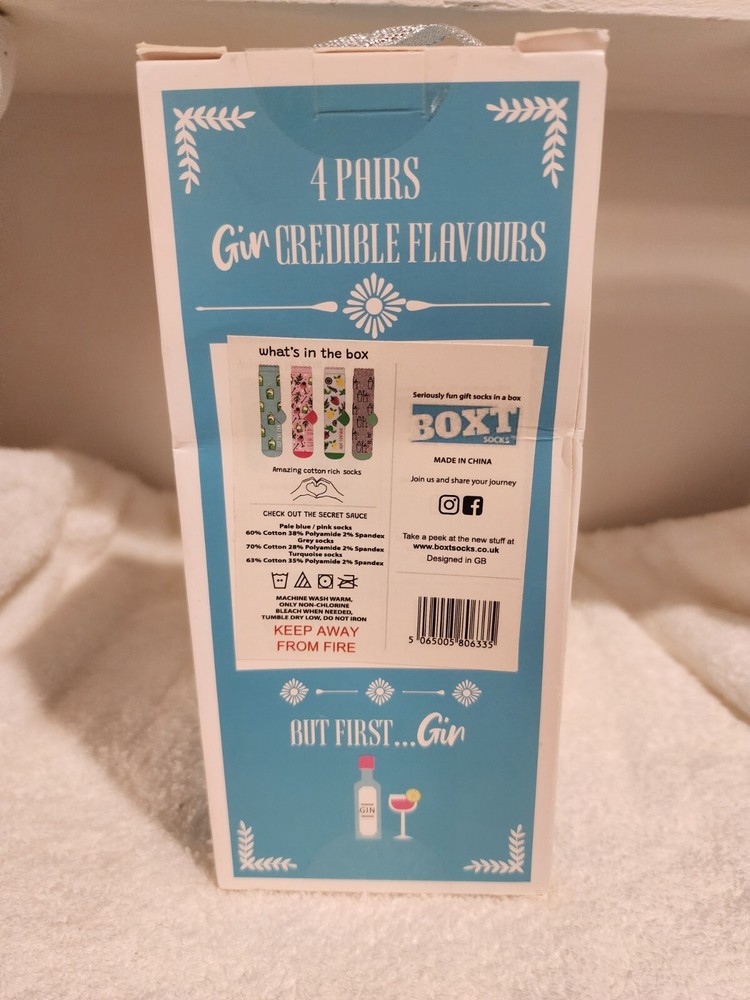 4 PAIRS
Gin CREDIBLE FLAVOURS
what's in the box
Amazing cotton rich socks
CHECK OUT THE SECRET SAUCE
Pale blue / pink socks
60% Cotton 38% Polyamide 2% Spandex
Grey socks
70% Cotton 28% Polyamide 2% Spandex
Turquoise socks
63% Cotton 35% Polyamide 2% Spandex
MACHINE WASH WARM,
ONLY NON-CHLORINE
BLEACH WHEN NEEDED,
TUMBLE DRY LOW, DO NOT IRON
KEEP AWAY
FROM FIRE
Seriously fun gift socks in a box
BOXT
SOCKS™
MADE IN CHINA
Join us and share your journey
Take a peek at the new stuff at
www.boxtsocks.co.uk
Designed in GB
5 065005 806335
BUT FIRST...Gin
GIN